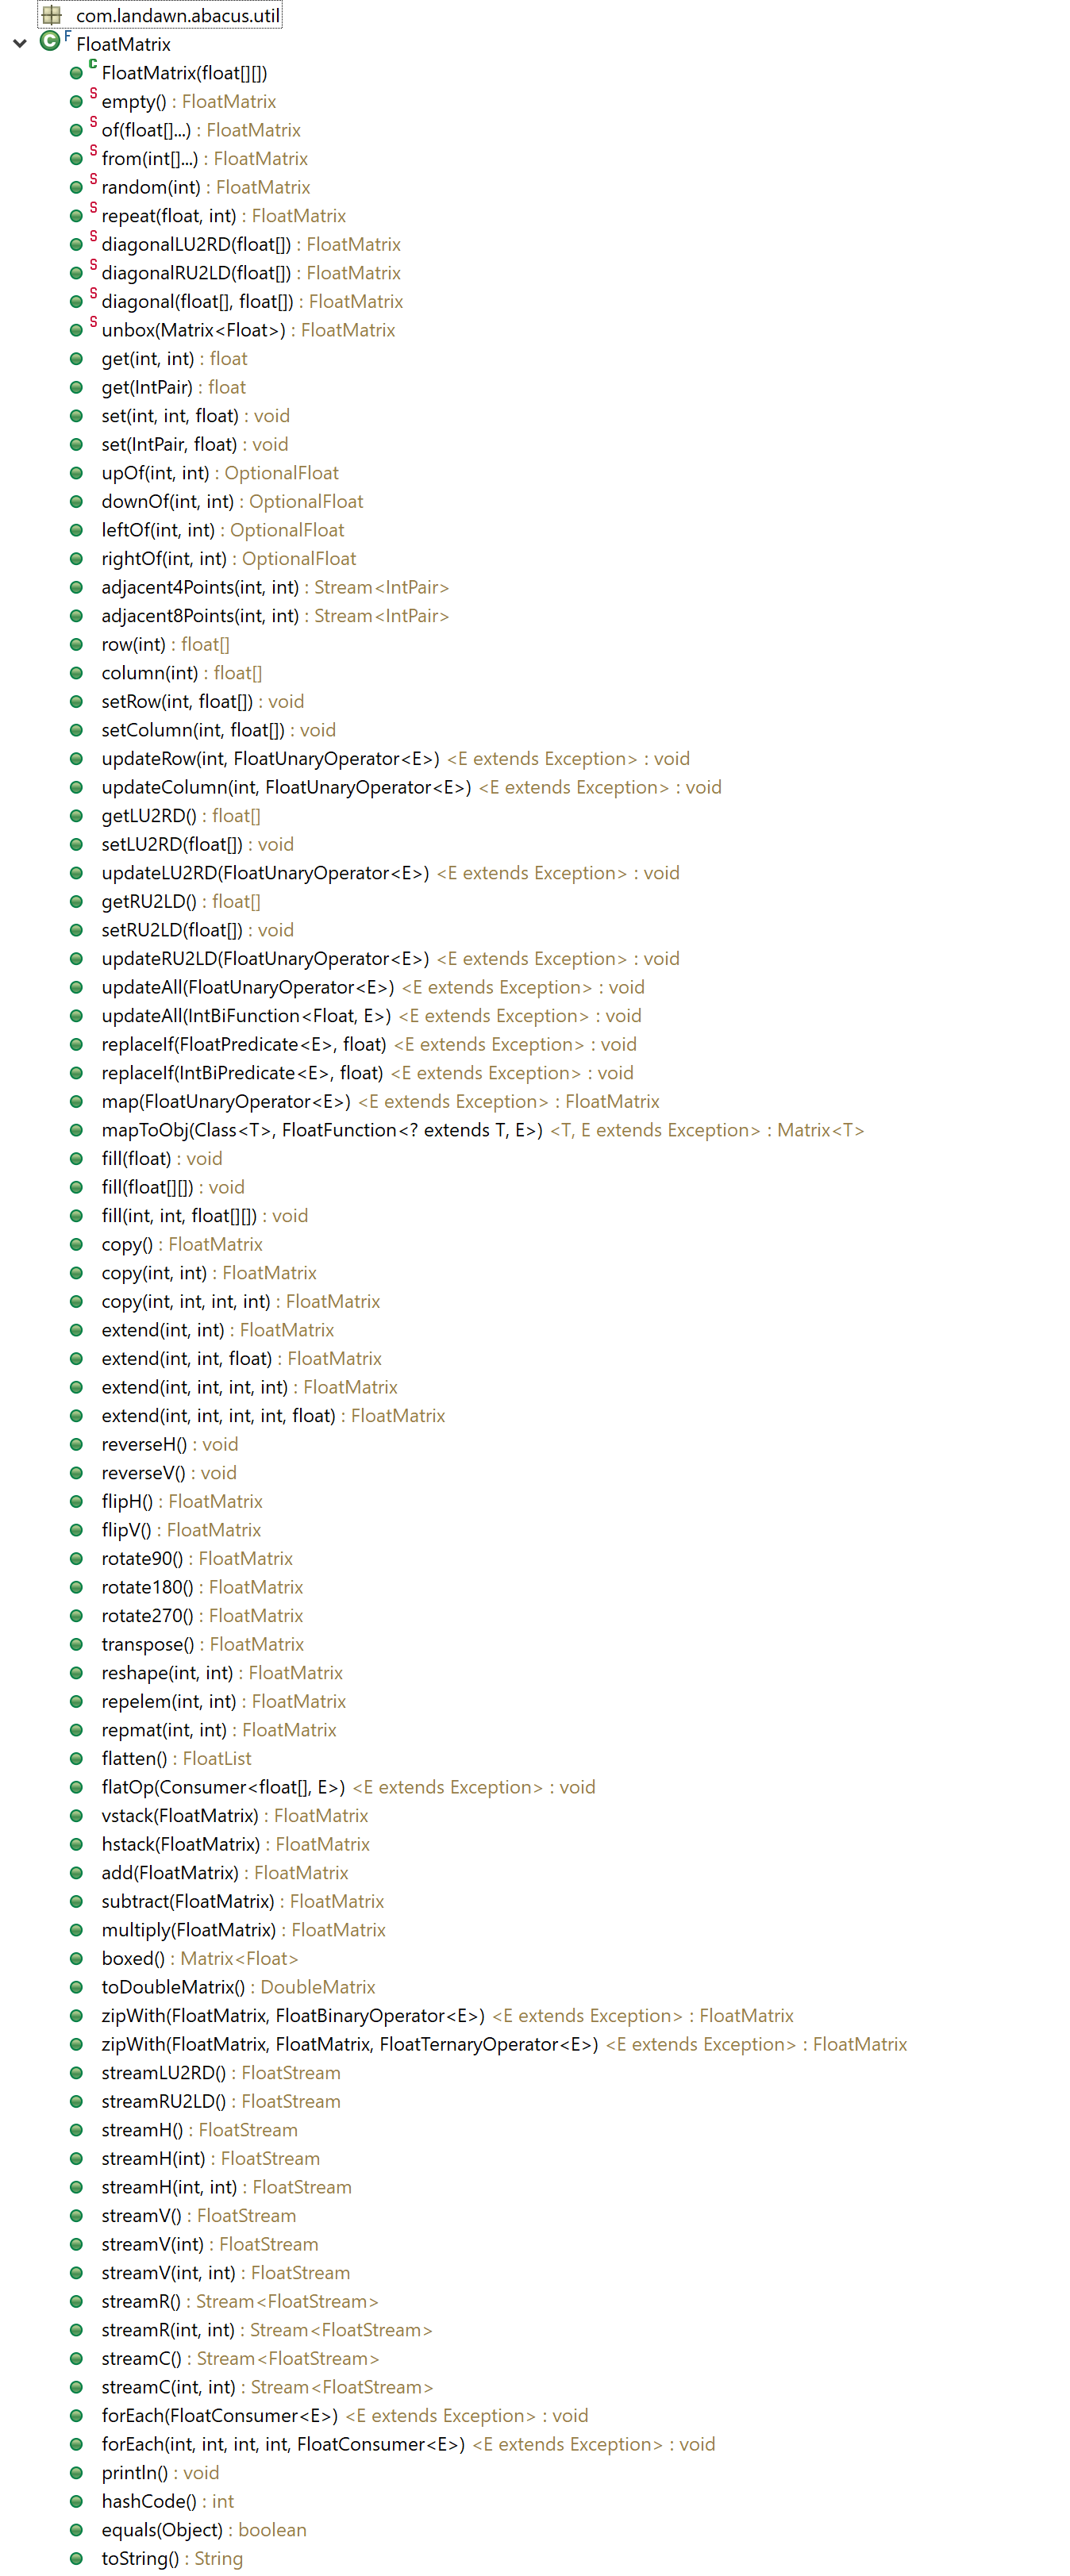 com.landawn.abacus.util
FloatMatrix
FloatMatrix(float[][])
empty() : FloatMatrix
of(float[]...) : FloatMatrix
from(int[]...) : FloatMatrix
random(int) : FloatMatrix
repeat(float, int) : FloatMatrix
diagonalLU2RD(float[]) : FloatMatrix
diagonalRU2LD(float[]) : FloatMatrix
diagonal(float[], float[]) : FloatMatrix
unbox(Matrix<Float>) : FloatMatrix
get(int, int) : float
get(IntPair) : float
set(int, int, float) : void
set(IntPair, float) : void
upOf(int, int) : OptionalFloat
downOf(int, int) : OptionalFloat
leftOf(int, int) : OptionalFloat
rightOf(int, int) : OptionalFloat
adjacent4Points(int, int) : Stream<IntPair>
adjacent8Points(int, int) : Stream<IntPair>
row(int) : float[]
column(int) : float[]
setRow(int, float[]) : void
setColumn(int, float[]) : void
updateRow(int, FloatUnaryOperator<E>) <E extends Exception> : void
updateColumn(int, FloatUnaryOperator<E>) <E extends Exception> : void
getLU2RD() : float[]
setLU2RD(float[]) : void
updateLU2RD(FloatUnaryOperator<E>) <E extends Exception> : void
getRU2LD() : float[]
setRU2LD(float[]) : void
updateRU2LD(FloatUnaryOperator<E>) <E extends Exception> : void
updateAll(FloatUnaryOperator<E>) <E extends Exception> : void
updateAll(IntBiFunction<Float, E>) <E extends Exception> : void
replaceIf(FloatPredicate<E>, float) <E extends Exception> : void
replaceIf(IntBiPredicate<E>, float) <E extends Exception> : void
map(FloatUnaryOperator<E>) <E extends Exception> : FloatMatrix
mapToObj(Class<T>, FloatFunction<? extends T, E>) <T, E extends Exception> : Matrix<T>
fill(float) : void
fill(float[][]) : void
fill(int, int, float[][]) : void
copy() : FloatMatrix
copy(int, int) : FloatMatrix
copy(int, int, int, int) : FloatMatrix
extend(int, int) : FloatMatrix
extend(int, int, float) : FloatMatrix
extend(int, int, int, int) : FloatMatrix
extend(int, int, int, int, float) : FloatMatrix
reverseH() : void
reverseV() : void
flipH() : FloatMatrix
flipV() : FloatMatrix
rotate90() : FloatMatrix
rotate180() : FloatMatrix
rotate270() : FloatMatrix
transpose() : FloatMatrix
reshape(int, int) : FloatMatrix
repelem(int, int) : FloatMatrix
repmat(int, int) : FloatMatrix
flatten() : FloatList
flatOp(Consumer<float[], E>) <E extends Exception> : void
vstack(FloatMatrix) : FloatMatrix
hstack(FloatMatrix) : FloatMatrix
add(FloatMatrix) : FloatMatrix
subtract(FloatMatrix) : FloatMatrix
multiply(FloatMatrix) : FloatMatrix
boxed() : Matrix<Float>
toDoubleMatrix() : DoubleMatrix
zipWith(FloatMatrix, FloatBinaryOperator<E>) <E extends Exception> : FloatMatrix
zipWith(FloatMatrix, FloatMatrix, FloatTernaryOperator<E>) <E extends Exception> : FloatMatrix
streamLU2RD() : FloatStream
streamRU2LD() : FloatStream
streamH() : FloatStream
streamH(int) : FloatStream
streamH(int, int) : FloatStream
streamV() : FloatStream
streamV(int) : FloatStream
streamV(int, int) : FloatStream
streamR() : Stream<FloatStream>
streamR(int, int) : Stream<FloatStream>
streamC() : Stream<FloatStream>
streamC(int, int) : Stream<FloatStream>
forEach(FloatConsumer<E>) <E extends Exception> : void
forEach(int, int, int, int, FloatConsumer<E>) <E extends Exception> : void
println() : void
hashCode() : int
equals(Object) : boolean
toString() : String